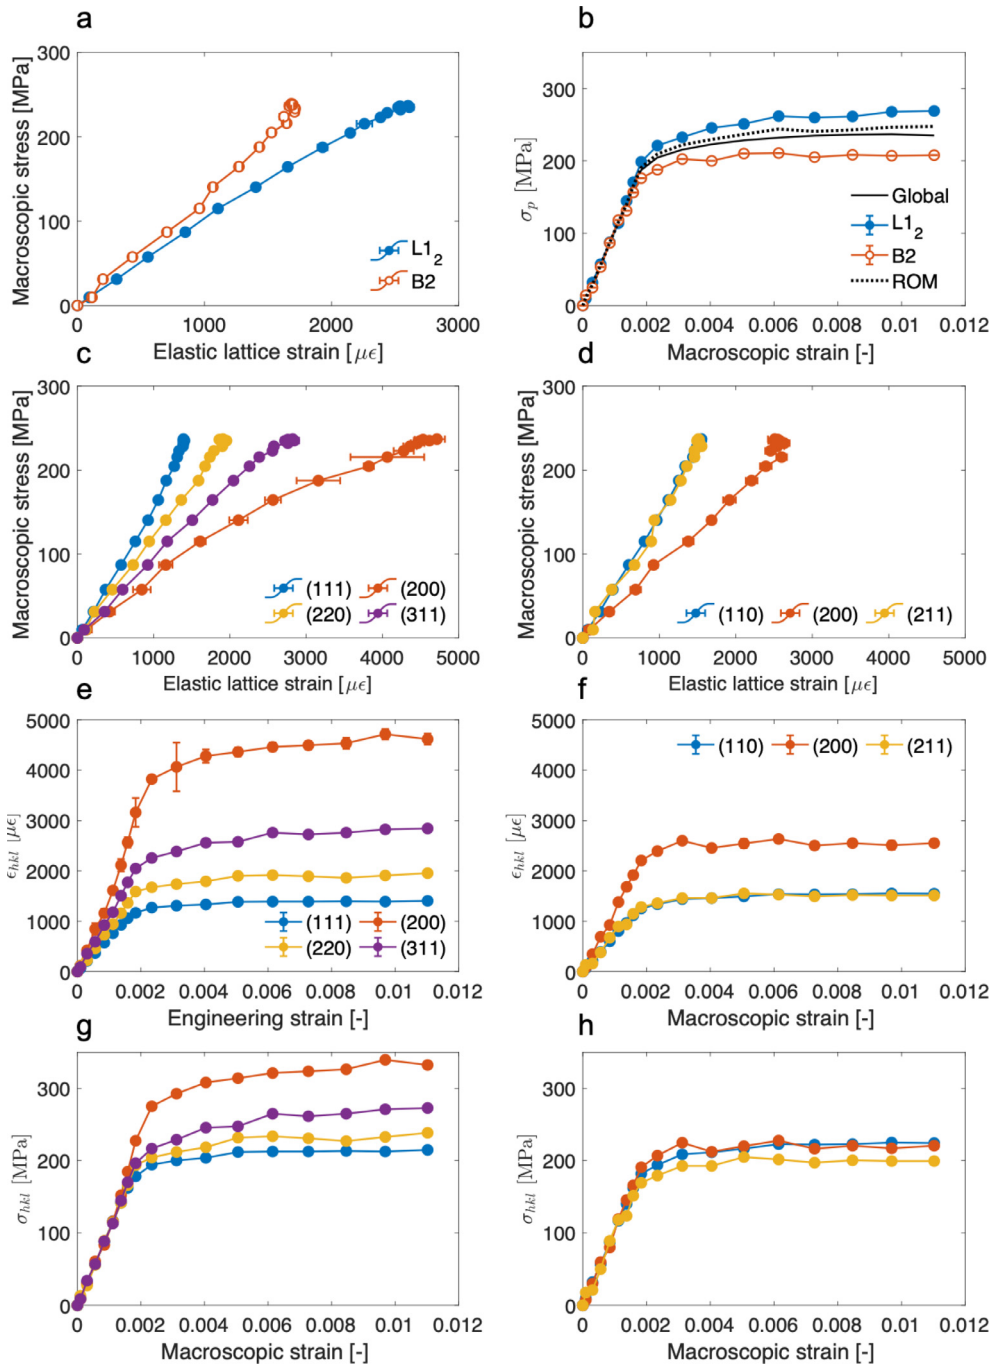 a
300
200
100
0
Macroscopic stress [MPa]
L1₂
B2
0 1000 2000 3000
Elastic lattice strain [με]
b
300
200
100
0
σp [MPa]
Global
L1₂
B2
ROM
0 0.002 0.004 0.006 0.008 0.01 0.012
Macroscopic strain [-]
c
300
200
100
0
Macroscopic stress [MPa]
(111) (200)
(220) (311)
0 1000 2000 3000 4000 5000
Elastic lattice strain [με]
d
300
200
100
0
Macroscopic stress [MPa]
(110) (200) (211)
0 1000 2000 3000 4000 5000
Elastic lattice strain [με]
e
5000
4000
3000
2000
1000
0
ϵhkl [με]
(111) (200)
(220) (311)
0 0.002 0.004 0.006 0.008 0.01 0.012
Engineering strain [-]
f
5000
4000
3000
2000
1000
0
ϵhkl [με]
(110) (200) (211)
0 0.002 0.004 0.006 0.008 0.01 0.012
Macroscopic strain [-]
g
300
200
100
0
σhkl [MPa]
0 0.002 0.004 0.006 0.008 0.01 0.012
Macroscopic strain [-]
h
300
200
100
0
σhkl [MPa]
0 0.002 0.004 0.006 0.008 0.01 0.012
Macroscopic strain [-]